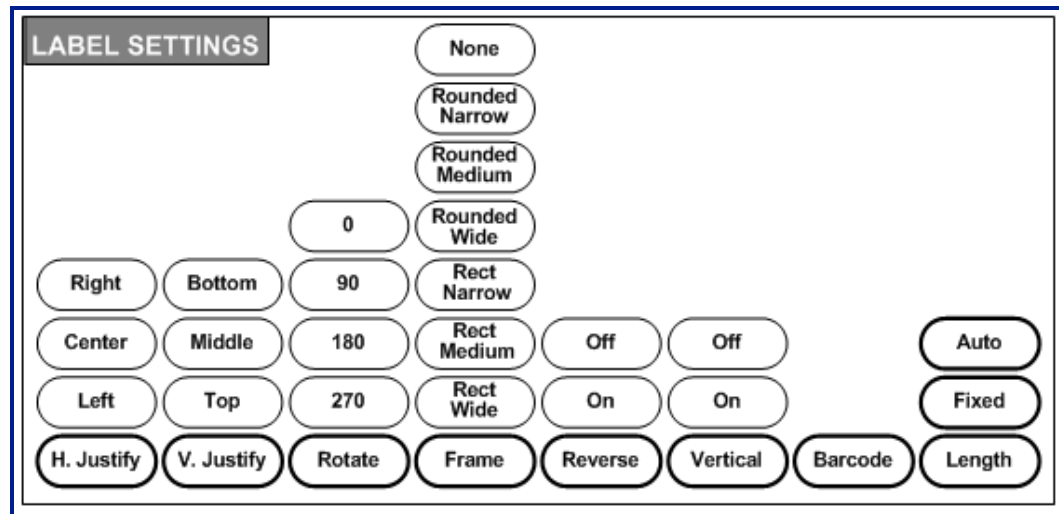 LABEL SETTINGS
None
Rounded
Narrow
Rounded
Medium
0
Rounded
Wide
Right
Bottom
90
Rect
Narrow
Center
Middle
180
Rect
Medium
Off
Off
Auto
Left
Top
270
Rect
Wide
On
On
Fixed
H. Justify
V. Justify
Rotate
Frame
Reverse
Vertical
Barcode
Length